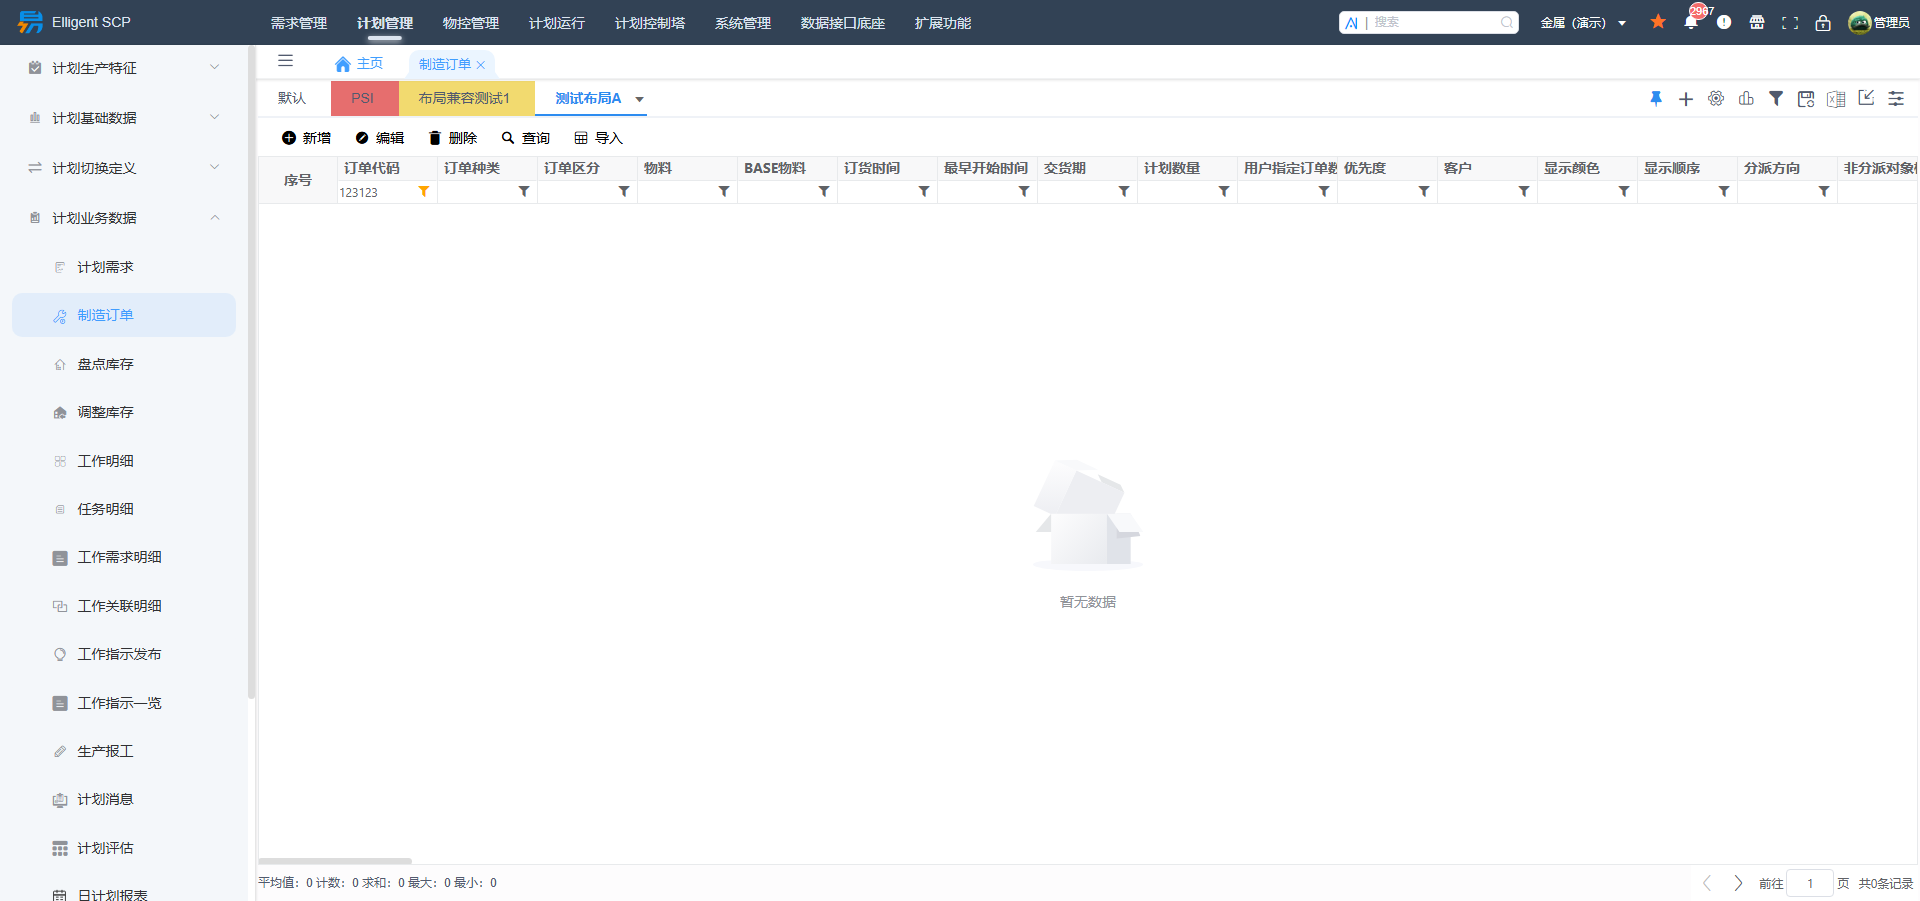 Elligent SCP
需求管理 计划管理 物控管理 计划运行 计划控制塔 系统管理 数据接口底座 扩展功能
AI | 搜索
金属（演示）
2967
管理员
计划生产特征
计划基础数据
计划切换定义
计划业务数据
计划需求
制造订单
盘点库存
调整库存
工作明细
任务明细
工作需求明细
工作关联明细
工作指示发布
工作指示一览
生产报工
计划消息
计划评估
日计划报表
主页 制造订单
默认 PSI 布局兼容测试1 测试布局A
新增 编辑 删除 查询 导入
序号 订单代码 订单种类 订单区分 物料 BASE物料 订货时间 最早开始时间 交货期 计划数量 用户指定订单数 优先度 客户 显示颜色 显示顺序 分派方向 非分派对象
123123
暂无数据
平均值：0 计数：0 求和：0 最大：0 最小：0
前往 1 页 共0条记录